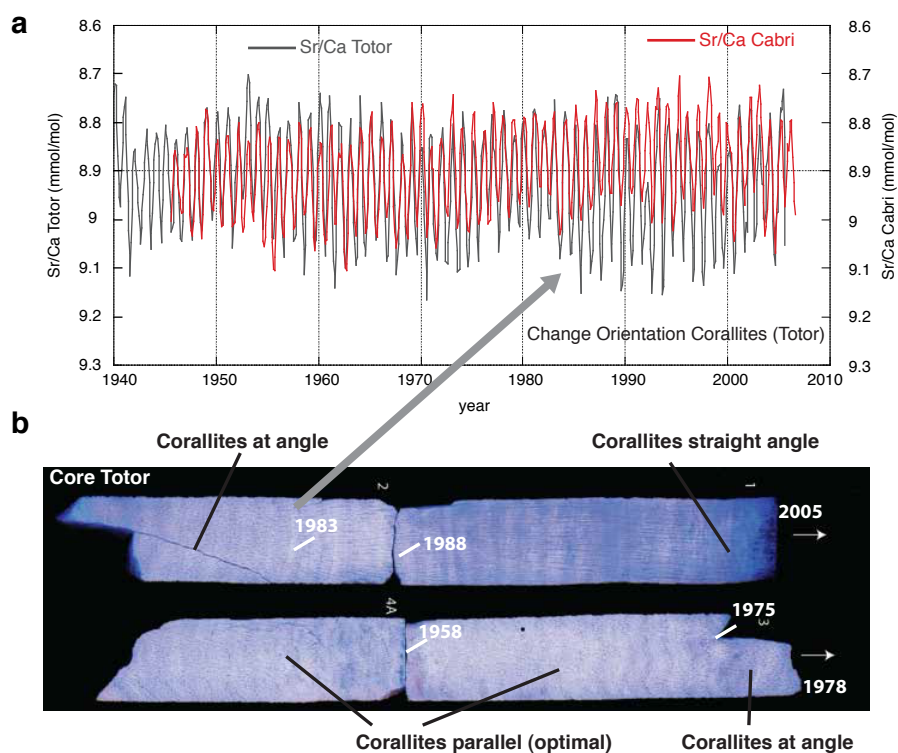 a
Sr/Ca Totor
Sr/Ca Cabri
8.6
8.7
8.8
8.9
9
9.1
9.2
9.3
Sr/Ca Totor (mmol/mol)
8.6
8.7
8.8
8.9
9
9.1
9.2
9.3
Sr/Ca Cabri (mmol/mol)
Change Orientation Corallites (Totor)
1940 1950 1960 1970 1980 1990 2000 2010
year
b
Corallites at angle
Corallites straight angle
Core Totor
2
1
1983
1988
2005
4A
3
1958
1975
1978
Corallites parallel (optimal)
Corallites at angle